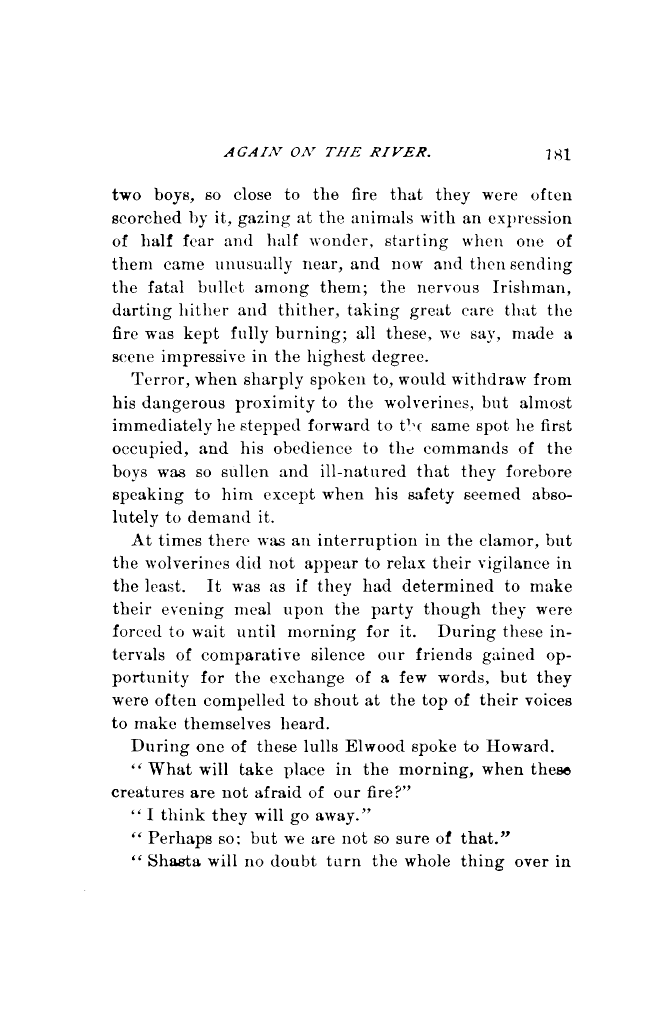 AGAIN ON THE RIVER. 181
two boys, so close to the fire that they were often
scorched by it, gazing at the animals with an expression
of half fear and half wonder, starting when one of
them came unusually near, and now and then sending
the fatal bullet among them; the nervous Irishman,
darting hither and thither, taking great care that the
fire was kept fully burning; all these, we say, made a
scene impressive in the highest degree.
Terror, when sharply spoken to, would withdraw from
his dangerous proximity to the wolverines, but almost
immediately he stepped forward to the same spot he first
occupied, and his obedience to the commands of the
boys was so sullen and ill-natured that they forebore
speaking to him except when his safety seemed abso-
lutely to demand it.
At times there was an interruption in the clamor, but
the wolverines did not appear to relax their vigilance in
the least. It was as if they had determined to make
their evening meal upon the party though they were
forced to wait until morning for it. During these in-
tervals of comparative silence our friends gained op-
portunity for the exchange of a few words, but they
were often compelled to shout at the top of their voices
to make themselves heard.
During one of these lulls Elwood spoke to Howard.
“ What will take place in the morning, when these
creatures are not afraid of our fire?”
“ I think they will go away.”
“ Perhaps so; but we are not so sure of that.”
“ Shasta will no doubt turn the whole thing over in